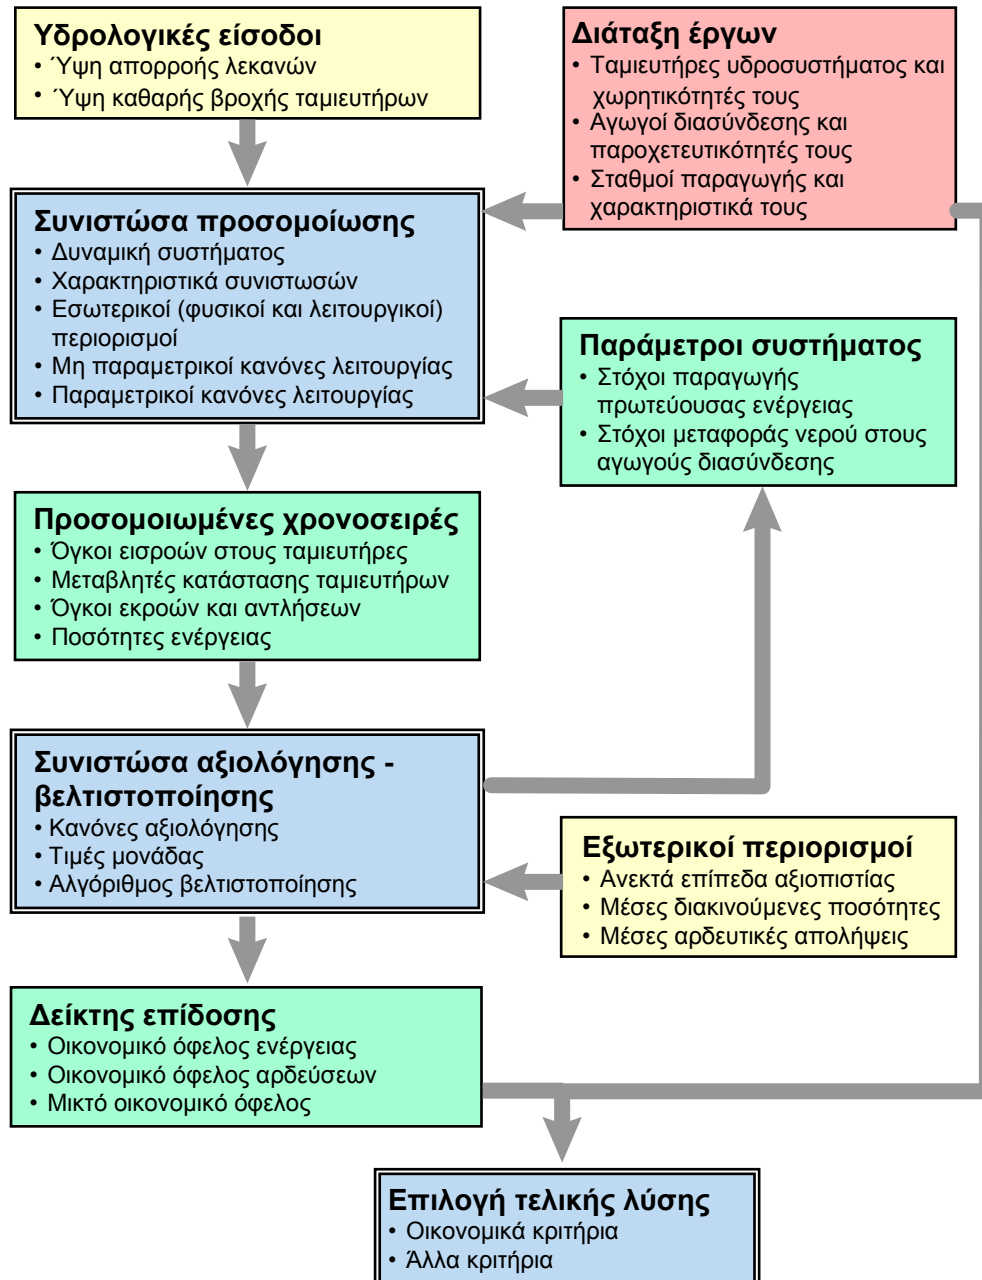 Υδρολογικές είσοδοι
• Ύψη απορροής λεκανών
• Ύψη καθαρής βροχής ταμιευτήρων
Διάταξη έργων
• Ταμιευτήρες υδροσυστήματος και
χωρητικότητές τους
• Αγωγοί διασύνδεσης και
παροχετευτικότητές τους
• Σταθμοί παραγωγής και
χαρακτηριστικά τους
Συνιστώσα προσομοίωσης
• Δυναμική συστήματος
• Χαρακτηριστικά συνιστωσών
• Εσωτερικοί (φυσικοί και λειτουργικοί)
περιορισμοί
• Μη παραμετρικοί κανόνες λειτουργίας
• Παραμετρικοί κανόνες λειτουργίας
Παράμετροι συστήματος
• Στόχοι παραγωγής
πρωτεύουσας ενέργειας
• Στόχοι μεταφοράς νερού στους
αγωγούς διασύνδεσης
Προσομοιωμένες χρονοσειρές
• Όγκοι εισροών στους ταμιευτήρες
• Μεταβλητές κατάστασης ταμιευτήρων
• Όγκοι εκροών και αντλήσεων
• Ποσότητες ενέργειας
Συνιστώσα αξιολόγησης -
βελτιστοποίησης
• Κανόνες αξιολόγησης
• Τιμές μονάδας
• Αλγόριθμος βελτιστοποίησης
Εξωτερικοί περιορισμοί
• Ανεκτά επίπεδα αξιοπιστίας
• Μέσες διακινούμενες ποσότητες
• Μέσες αρδευτικές απολήψεις
Δείκτης επίδοσης
• Οικονομικό όφελος ενέργειας
• Οικονομικό όφελος αρδεύσεων
• Μικτό οικονομικό όφελος
Επιλογή τελικής λύσης
• Οικονομικά κριτήρια
• Άλλα κριτήρια